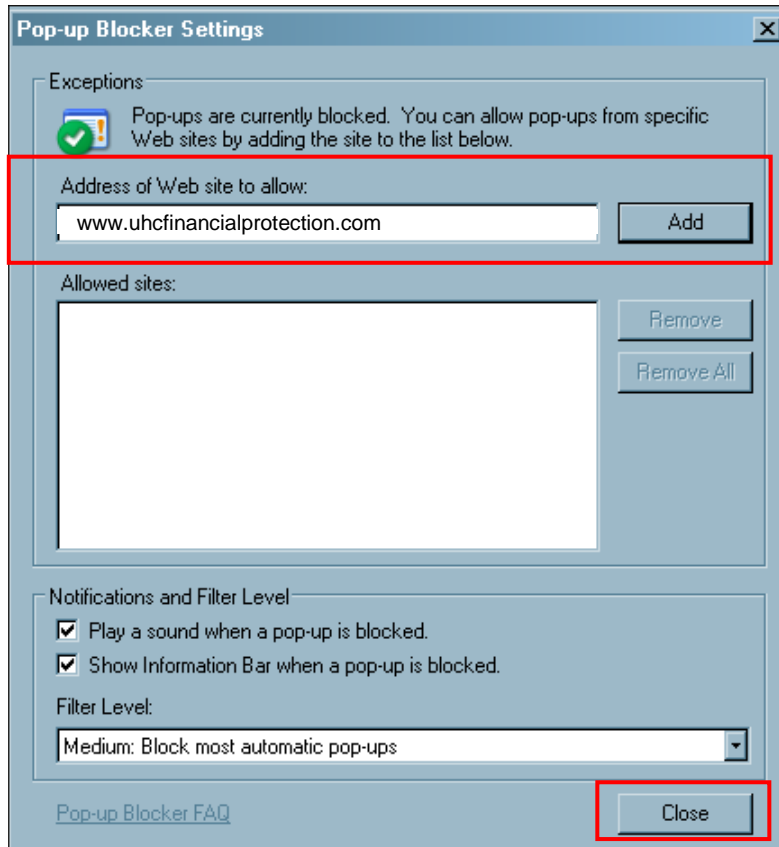 Pop-up Blocker Settings
Exceptions
Pop-ups are currently blocked. You can allow pop-ups from specific
Web sites by adding the site to the list below.
Address of Web site to allow:
www.uhcfinancialprotection.com
Add
Allowed sites:
Remove
Remove All
Notifications and Filter Level
Play a sound when a pop-up is blocked.
Show Information Bar when a pop-up is blocked.
Filter Level:
Medium: Block most automatic pop-ups
Pop-up Blocker FAQ
Close